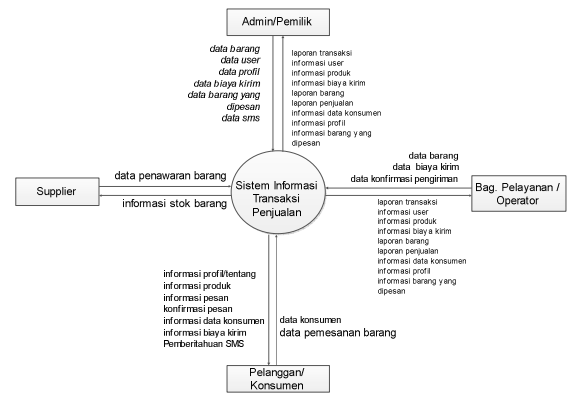 Admin/Pemilik
data barang
data user
data profil
data biaya kirim
data barang yang
dipesan
data sms
laporan transaksi
informasi user
informasi produk
informasi biaya kirim
laporan barang
laporan penjualan
informasi data konsumen
informasi profil
informasi barang yang
dipesan
Supplier
data penawaran barang
informasi stok barang
Sistem Informasi
Transaksi
Penjualan
data barang
data  biaya kirim
data konfirmasi pengiriman
Bag. Pelayanan /
Operator
laporan transaksi
informasi user
informasi produk
informasi biaya kirim
laporan barang
laporan penjualan
informasi data konsumen
informasi profil
informasi barang yang
dipesan
informasi profil/tentang
informasi produk
informasi pesan
konfirmasi pesan
informasi data konsumen
informasi biaya kirim
Pemberitahuan SMS
data konsumen
data pemesanan barang
Pelanggan/
Konsumen